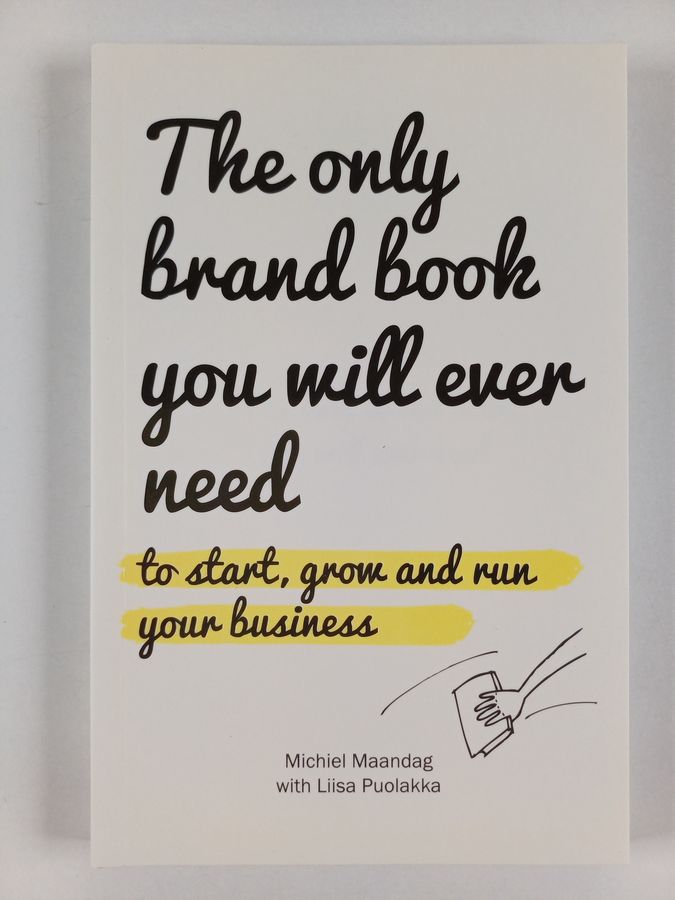 The only
brand book
you will ever
need
to start, grow and run
your business
Michiel Maandag
with Liisa Puolakka